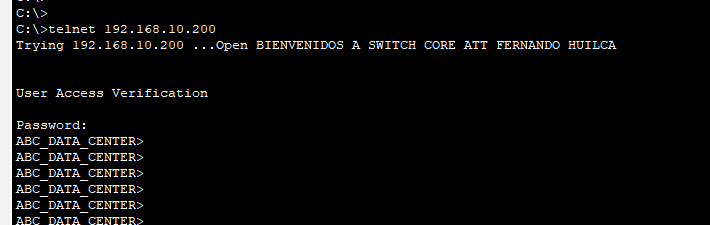 C:\>
C:\>telnet 192.168.10.200
Trying 192.168.10.200 ...Open BIENVENIDOS A SWITCH CORE ATT FERNANDO HUILCA
User Access Verification
Password:
ABC_DATA_CENTER>
ABC_DATA_CENTER>
ABC_DATA_CENTER>
ABC_DATA_CENTER>
ABC_DATA_CENTER>
ABC_DATA_CENTER>